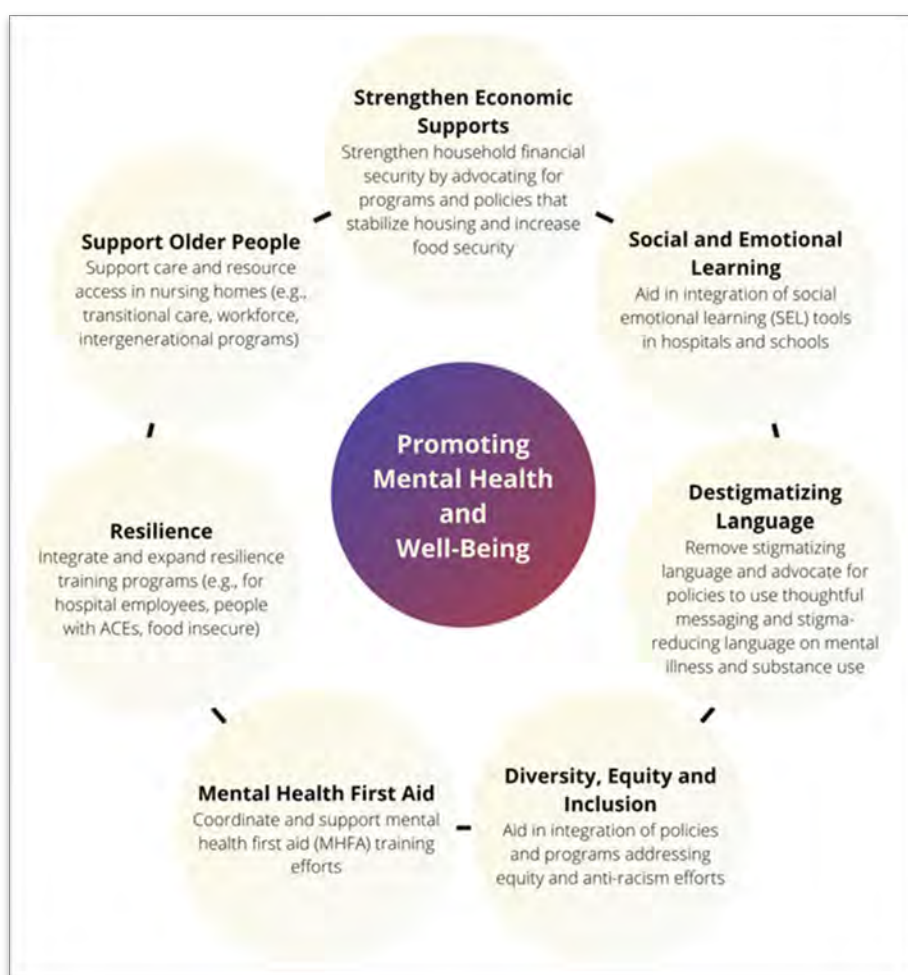 Strengthen Economic
Supports
Strengthen household financial
security by advocating for
programs and policies that
stabilize housing and increase
food security
Social and Emotional
Learning
Aid in integration of social
emotional learning (SEL) tools
in hospitals and schools
Destigmatizing
Language
Remove stigmatizing
language and advocate for
policies to use thoughtful
messaging and stigma-
reducing language on mental
illness and substance use
Diversity, Equity and
Inclusion
Aid in integration of policies
and programs addressing
equity and anti-racism efforts
Mental Health First Aid
Coordinate and support mental
health first aid (MHFA) training
efforts
Resilience
Integrate and expand resilience
training programs (e.g., for
hospital employees, people
with ACEs, food insecure)
Support Older People
Support care and resource
access in nursing homes (e.g.,
transitional care, workforce,
intergenerational programs)
Promoting
Mental Health
and
Well-Being